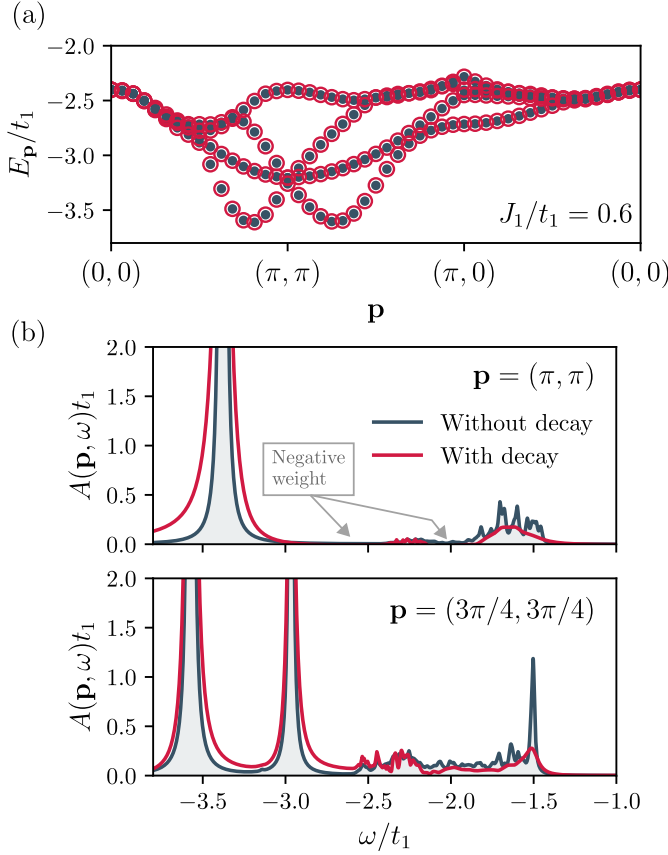 (a)
−2.0
−2.5
−3.0
−3.5
E_p/t_1
J_1/t_1 = 0.6
(0, 0)
(π, π)
(π, 0)
(0, 0)
p
(b)
2.0
1.5
1.0
0.5
0.0
A(p, ω)t_1
p = (π, π)
Without decay
With decay
Negative
weight
2.0
1.5
1.0
0.5
0.0
A(p, ω)t_1
p = (3π/4, 3π/4)
−3.5
−3.0
−2.5
−2.0
−1.5
−1.0
ω/t_1